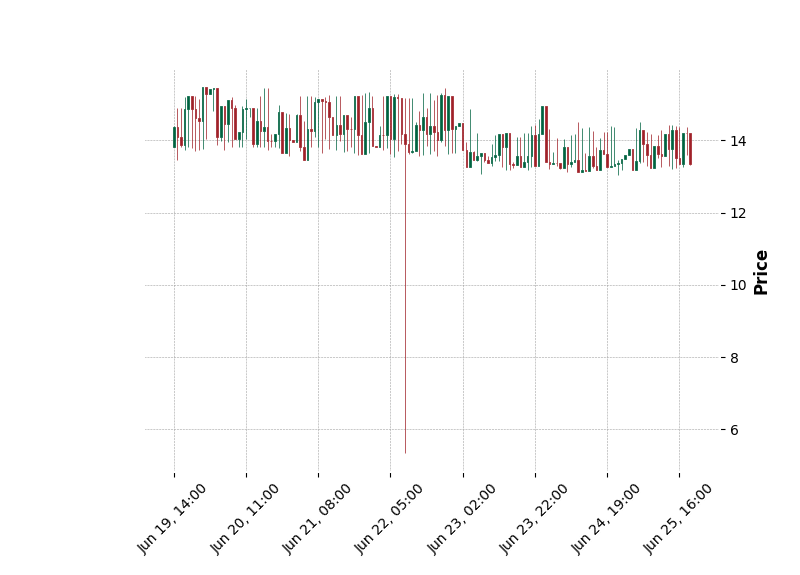 14
12
10
8
6
Price
Jun 19, 14:00
Jun 20, 11:00
Jun 21, 08:00
Jun 22, 05:00
Jun 23, 02:00
Jun 23, 22:00
Jun 24, 19:00
Jun 25, 16:00